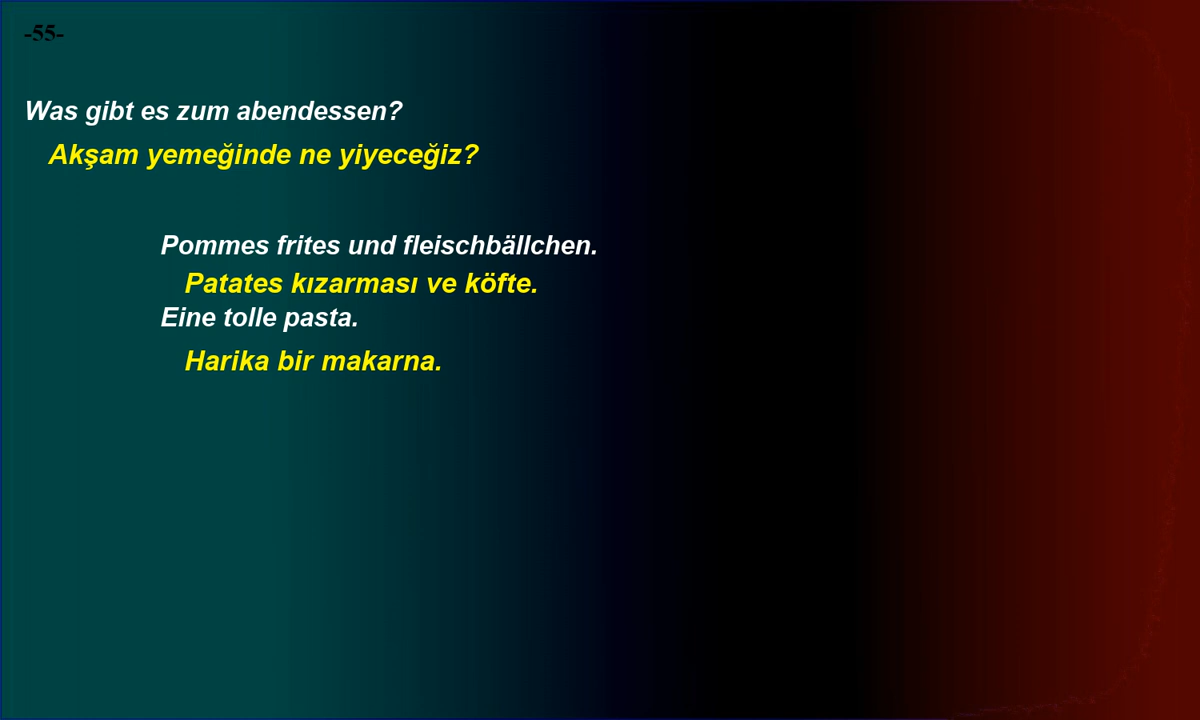 -55-
Was gibt es zum abendessen?
Akşam yemeğinde ne yiyeceğiz?
Pommes frites und fleischbällchen.
Patates kızarması ve köfte.
Eine tolle pasta.
Harika bir makarna.